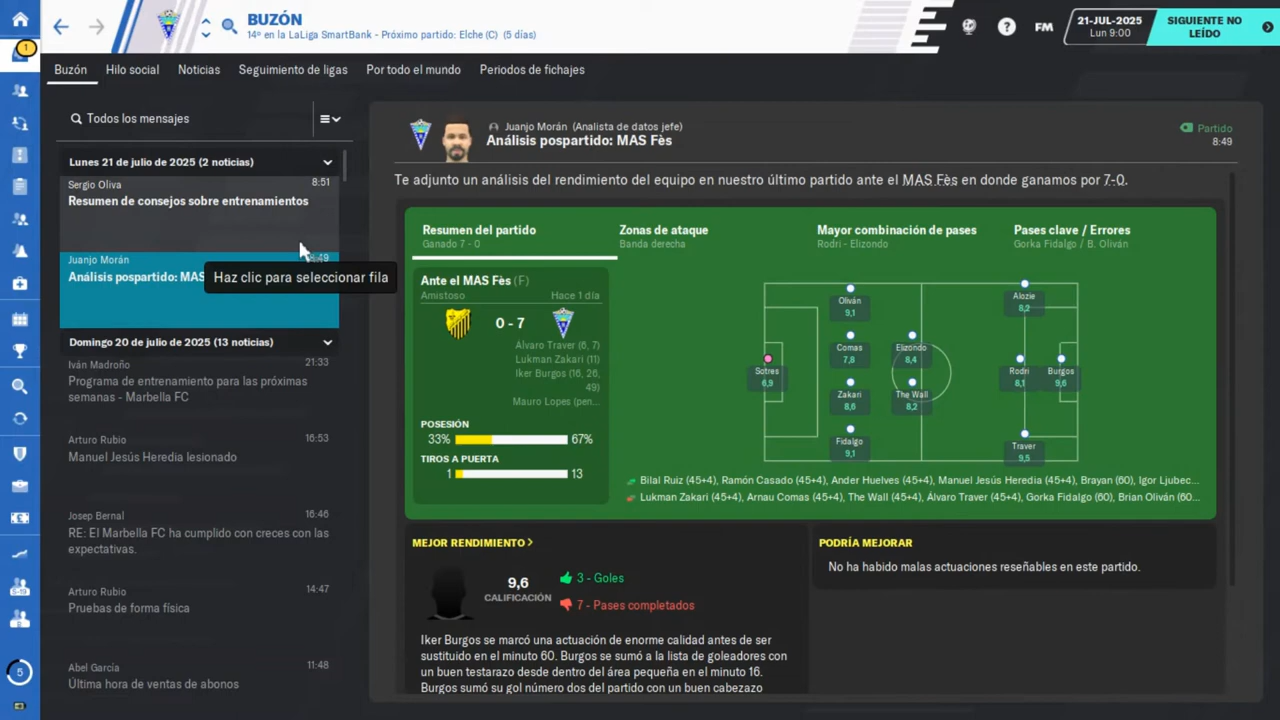 BUZÓN
14º en la LaLiga SmartBank - Próximo partido: Elche (C) (5 días)
FM
21-JUL-2025
Lun 9:00
SIGUIENTE NO LEÍDO
1
Buzón
Hilo social
Noticias
Seguimiento de ligas
Por todo el mundo
Periodos de fichajes
Todos los mensajes
Lunes 21 de julio de 2025 (2 noticias)
Sergio Oliva
8:51
Resumen de consejos sobre entrenamientos
Juanjo Morán
Análisis pospartido: MAS
Haz clic para seleccionar fila
Domingo 20 de julio de 2025 (13 noticias)
Iván Madroño
21:33
Programa de entrenamiento para las próximas
semanas - Marbella FC
Arturo Rubio
16:53
Manuel Jesús Heredia lesionado
Josep Bernal
16:46
RE: El Marbella FC ha cumplido con creces con las
expectativas.
Arturo Rubio
14:47
Pruebas de forma física
Abel García
11:48
Última hora de ventas de abonos
5
Juanjo Morán (Analista de datos jefe)
Análisis pospartido: MAS Fès
Partido
8:49
Te adjunto un análisis del rendimiento del equipo en nuestro último partido ante el MAS Fès en donde ganamos por 7-0.
Resumen del partido
Ganado 7 - 0
Zonas de ataque
Banda derecha
Mayor combinación de pases
Rodri - Elizondo
Pases clave / Errores
Gorka Fidalgo / B. Oliván
Ante el MAS Fès (F)
Amistoso
Hace 1 día
0 - 7
Álvaro Traver (6, 7)
Lukman Zakari (11)
Iker Burgos (16, 26,
49)
Mauro Lopes (pen...
POSESIÓN
33%
67%
TIROS A PUERTA
1
13
Oliván
9,1
Alozie
8,2
Comas
7,8
Elizondo
8,4
Sotres
6,9
Rodri
8,1
Burgos
9,6
Zakari
8,6
The Wall
8,2
Fidalgo
9,1
Traver
9,5
Bilal Ruiz (45+4), Ramón Casado (45+4), Ander Huelves (45+4), Manuel Jesús Heredia (45+4), Brayan (60), Igor Ljubec...
Lukman Zakari (45+4), Arnau Comas (45+4), The Wall (45+4), Álvaro Traver (45+4), Gorka Fidalgo (60), Brian Oliván (60...
MEJOR RENDIMIENTO
9,6
CALIFICACIÓN
3 - Goles
7 - Pases completados
Iker Burgos se marcó una actuación de enorme calidad antes de ser
sustituido en el minuto 60. Burgos se sumó a la lista de goleadores con
un buen testarazo desde dentro del área pequeña en el minuto 16.
Burgos sumó su gol número dos del partido con un buen cabezazo
PODRÍA MEJORAR
No ha habido malas actuaciones reseñables en este partido.